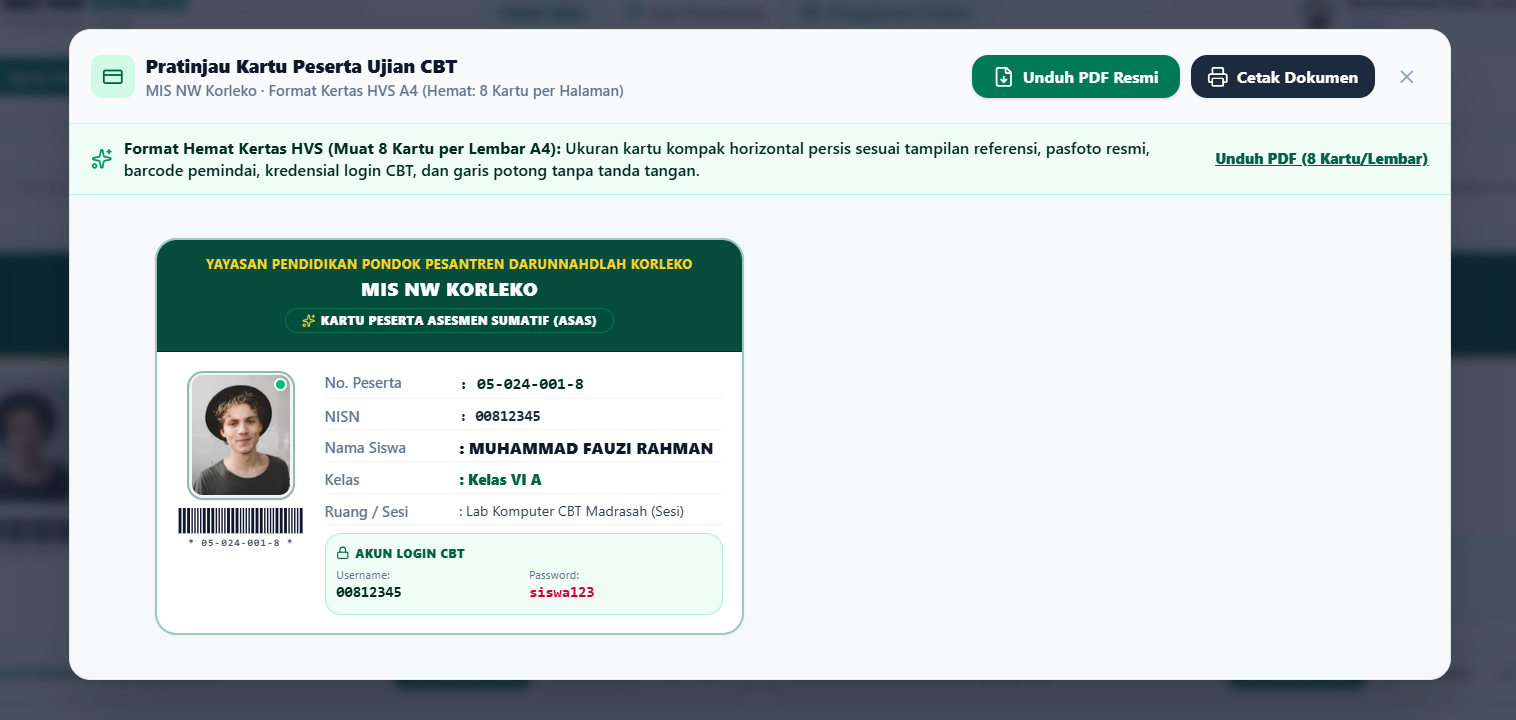 Pratinjau Kartu Peserta Ujian CBT
MIS NW Korleko · Format Kertas HVS A4 (Hemat: 8 Kartu per Halaman)
Unduh PDF Resmi
Cetak Dokumen
Format Hemat Kertas HVS (Muat 8 Kartu per Lembar A4): Ukuran kartu kompak horizontal persis sesuai tampilan referensi, pasfoto resmi,
barcode pemindai, kredensial login CBT, dan garis potong tanpa tanda tangan.
Unduh PDF (8 Kartu/Lembar)
YAYASAN PENDIDIKAN PONDOK PESANTREN DARUNNAHDLAH KORLEKO
MIS NW KORLEKO
KARTU PESERTA ASESMEN SUMATIF (ASAS)
No. Peserta : 05-024-001-8
NISN : 00812345
Nama Siswa : MUHAMMAD FAUZI RAHMAN
Kelas : Kelas VI A
Ruang / Sesi : Lab Komputer CBT Madrasah (Sesi)
* 05-024-001-8 *
AKUN LOGIN CBT
Username: Password:
00812345 siswa123